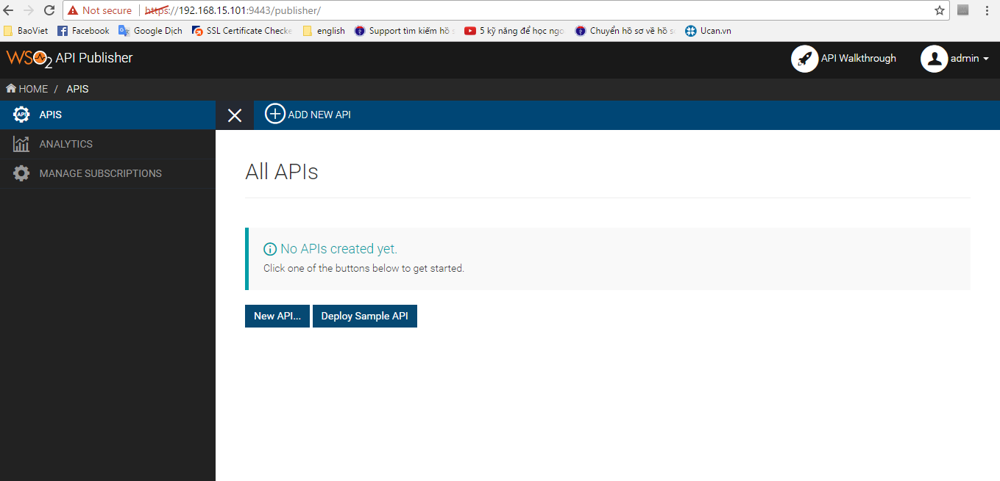 Not secure https://192.168.15.101:9443/publisher/
BaoViet Facebook Google Dịch SSL Certificate Checke english Support tìm kiếm hồ s 5 kỹ năng để học ngo Chuyển hồ sơ về hồ sơ Ucan.vn
WSO2 API Publisher API Walkthrough admin
HOME / APIS
API APIS ADD NEW API
ANALYTICS
MANAGE SUBSCRIPTIONS
All APIs
No APIs created yet.
Click one of the buttons below to get started.
New API... Deploy Sample API